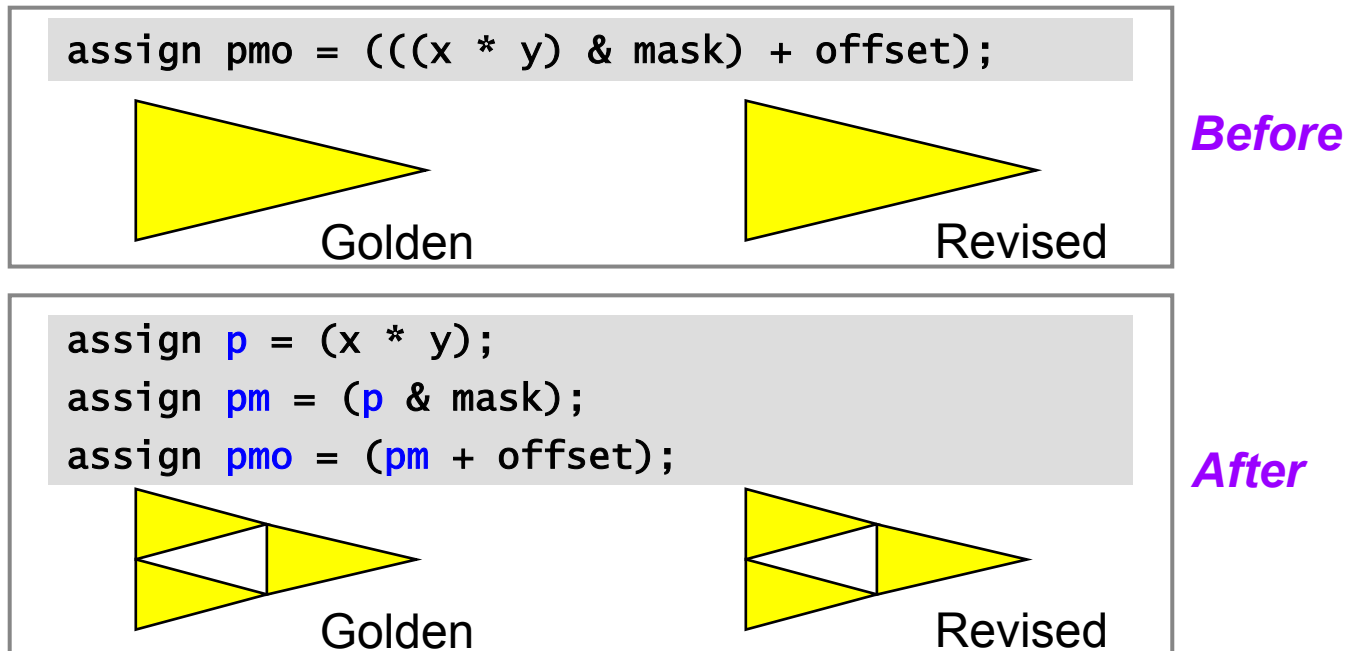 assign pmo = (((x * y) & mask) + offset);
Golden
Revised
Before
assign p = (x * y);
assign pm = (p & mask);
assign pmo = (pm + offset);
Golden
Revised
After